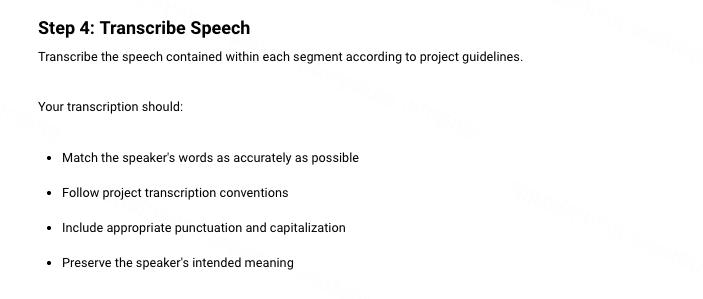 Step 4: Transcribe Speech
Transcribe the speech contained within each segment according to project guidelines.
Your transcription should:
• Match the speaker's words as accurately as possible
• Follow project transcription conventions
• Include appropriate punctuation and capitalization
• Preserve the speaker's intended meaning